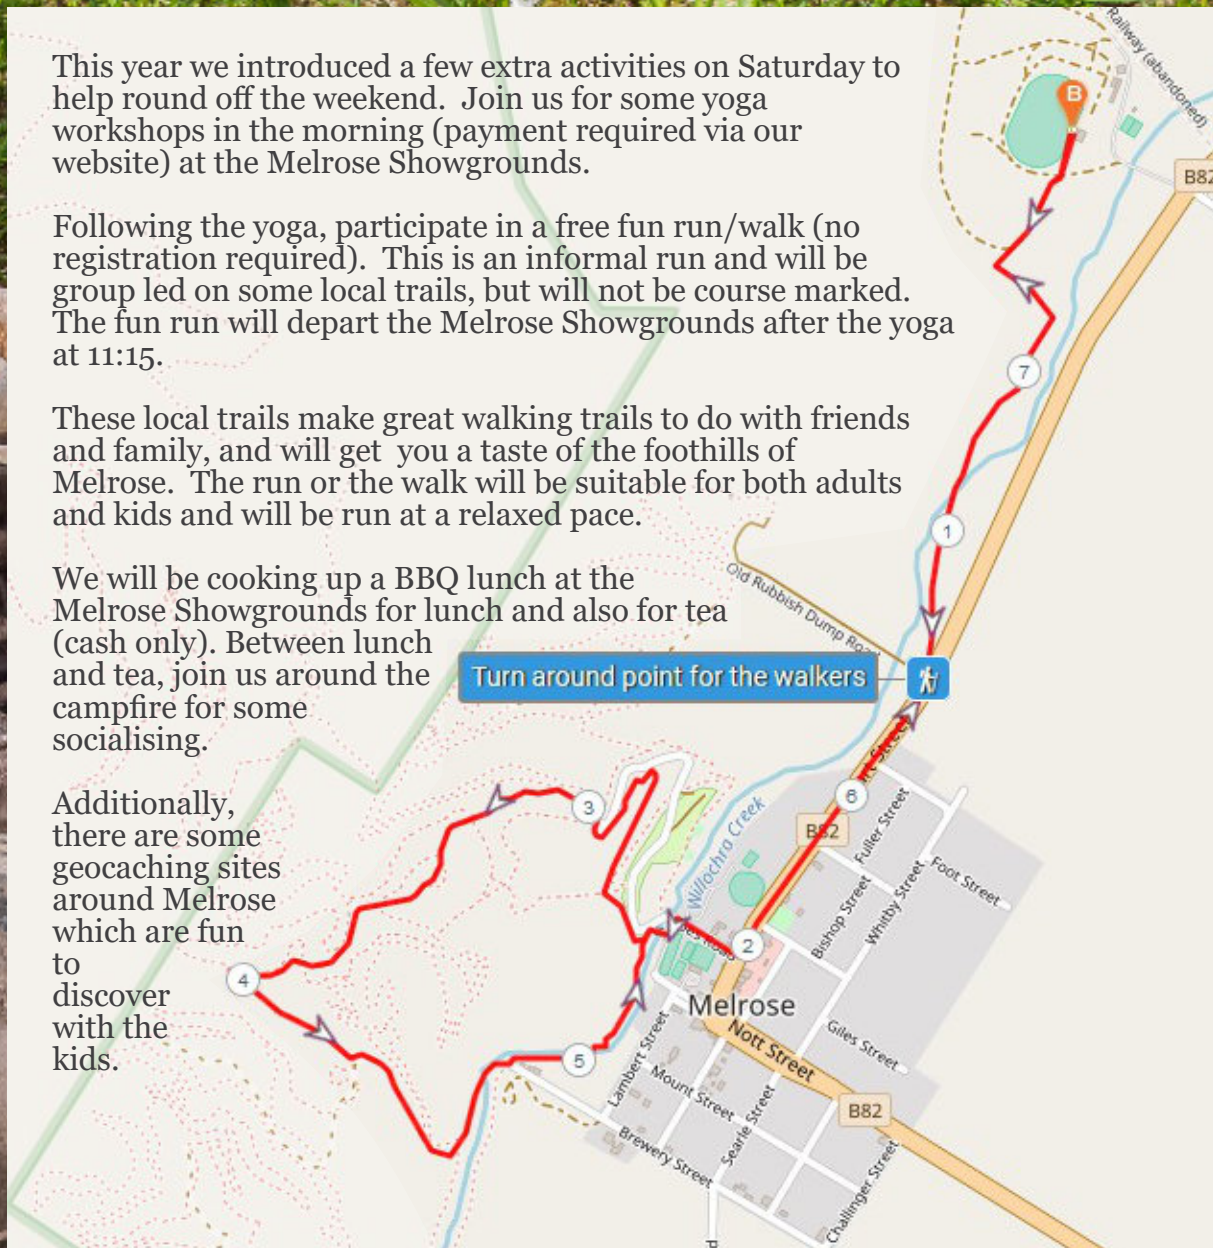 This year we introduced a few extra activities on Saturday to
help round off the weekend.  Join us for some yoga
workshops in the morning (payment required via our
website) at the Melrose Showgrounds.
Following the yoga, participate in a free fun run/walk (no
registration required).  This is an informal run and will be
group led on some local trails, but will not be course marked.
The fun run will depart the Melrose Showgrounds after the yoga
at 11:15.
These local trails make great walking trails to do with friends
and family, and will get  you a taste of the foothills of
Melrose.  The run or the walk will be suitable for both adults
and kids and will be run at a relaxed pace.
We will be cooking up a BBQ lunch at the
Melrose Showgrounds for lunch and also for tea
(cash only). Between lunch
and tea, join us around the
campfire for some
socialising.
Additionally,
there are some
geocaching sites
around Melrose
which are fun
to
discover
with the
kids.
Railway (abandoned)
B
B82
7
1
Old Rubbish Dump Road
Turn around point for the walkers
6
B82
3
Willochra Creek
Fuller Street
Foot Street
Whitby Street
Bishop Street
2
4
Melrose
Nott Street
Giles Street
5
Lambert Street
Mount Street
Searle Street
B82
Brewery Street
Challinger Street